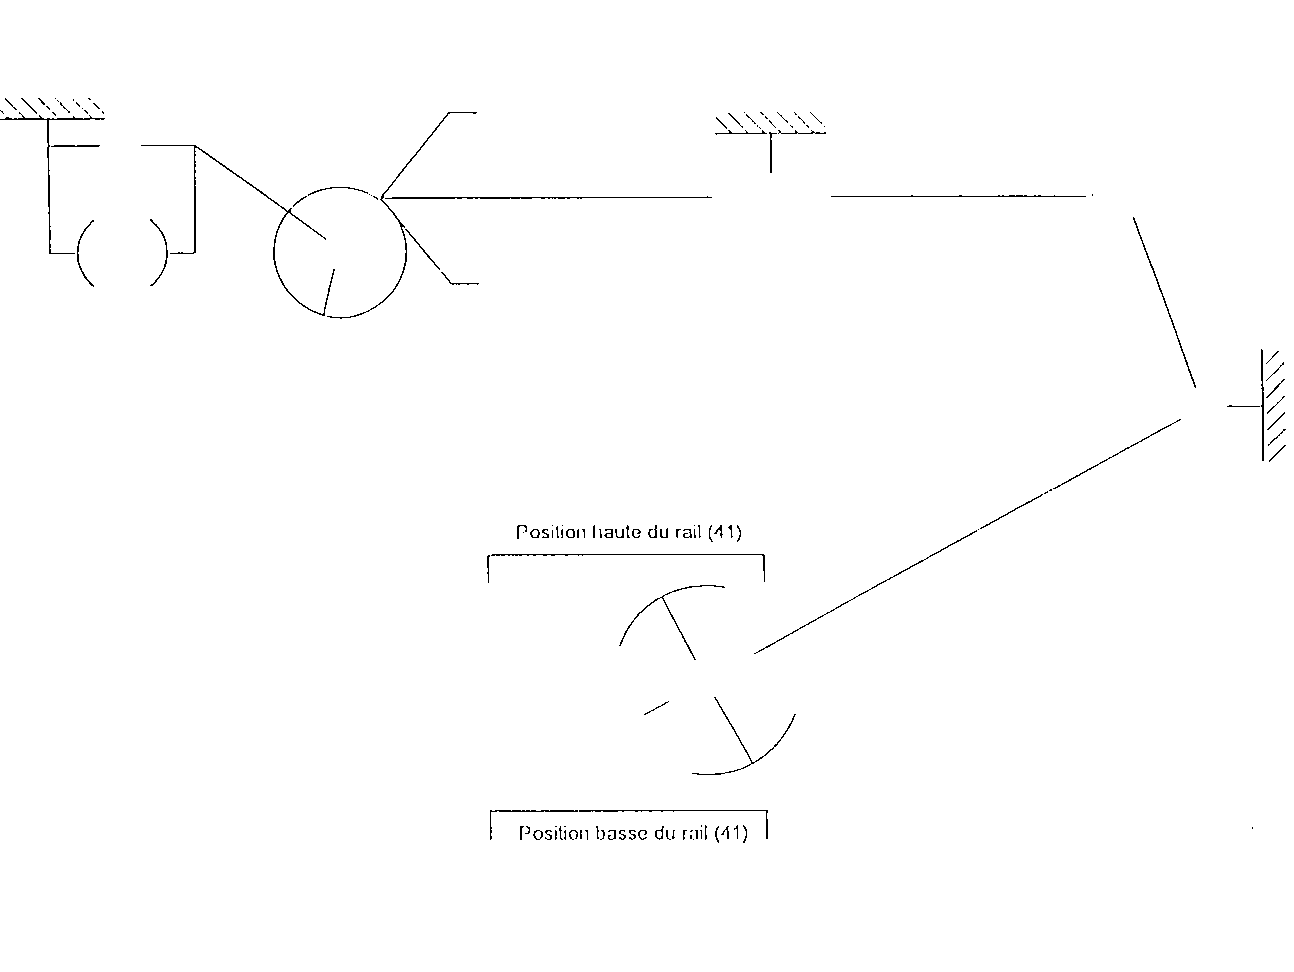 Position haute du rail (41)
Position basse du rail (41)